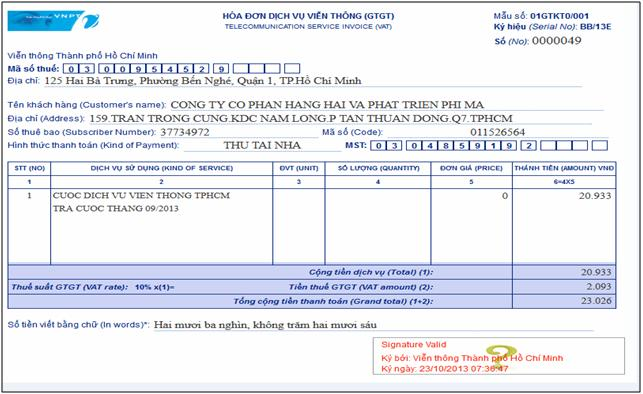 VNPT
HÓA ĐƠN DỊCH VỤ VIỄN THÔNG (GTGT)
TELECOMMUNICATION SERVICE INVOICE (VAT)
Mẫu số: 01GTKT0/001
Ký hiệu (Serial No): BB/13E
Số (No): 0000049
Viễn thông Thành phố Hồ Chí Minh
Mã số thuế: 0 3 0 0 9 5 4 5 2 9
Địa chỉ: 125 Hai Bà Trưng, Phường Bến Nghé, Quận 1, TP.Hồ Chí Minh
Tên khách hàng (Customer's name): CONG TY CO PHAN HANG HAI VA PHAT TRIEN PHI MA
Địa chỉ (Address): 159.TRAN TRONG CUNG.KDC NAM LONG.P TAN THUAN DONG.Q7.TPHCM
Số thuê bao (Subscriber Number): 37734972 Mã số (Code): 011526564
Hình thức thanh toán (Kind of Payment): THU TAI NHA MST: 0 3 0 4 8 5 9 1 9 2
STT (NO) DỊCH VỤ SỬ DỤNG (KIND OF SERVICE) ĐVT (UNIT) SỐ LƯỢNG (QUANTITY) ĐƠN GIÁ (PRICE) THÀNH TIỀN (AMOUNT) VNĐ
1 2 3 4 5 6=4X5
1 CUOC DICH VU VIEN THONG TPHCM 0 20.933
TRA CUOC THANG 09/2013
Cộng tiền dịch vụ (Total) (1): 20.933
Thuế suất GTGT (VAT rate): 10% x(1)= Tiền thuế GTGT (VAT amount) (2): 2.093
Tổng cộng tiền thanh toán (Grand total) (1+2): 23.026
Số tiền viết bằng chữ (In words)*: Hai mươi ba nghìn, không trăm hai mươi sáu
Signature Valid
Ký bởi: Viễn thông Thành phố Hồ Chí Minh
Ký ngày: 23/10/2013 07:36:47